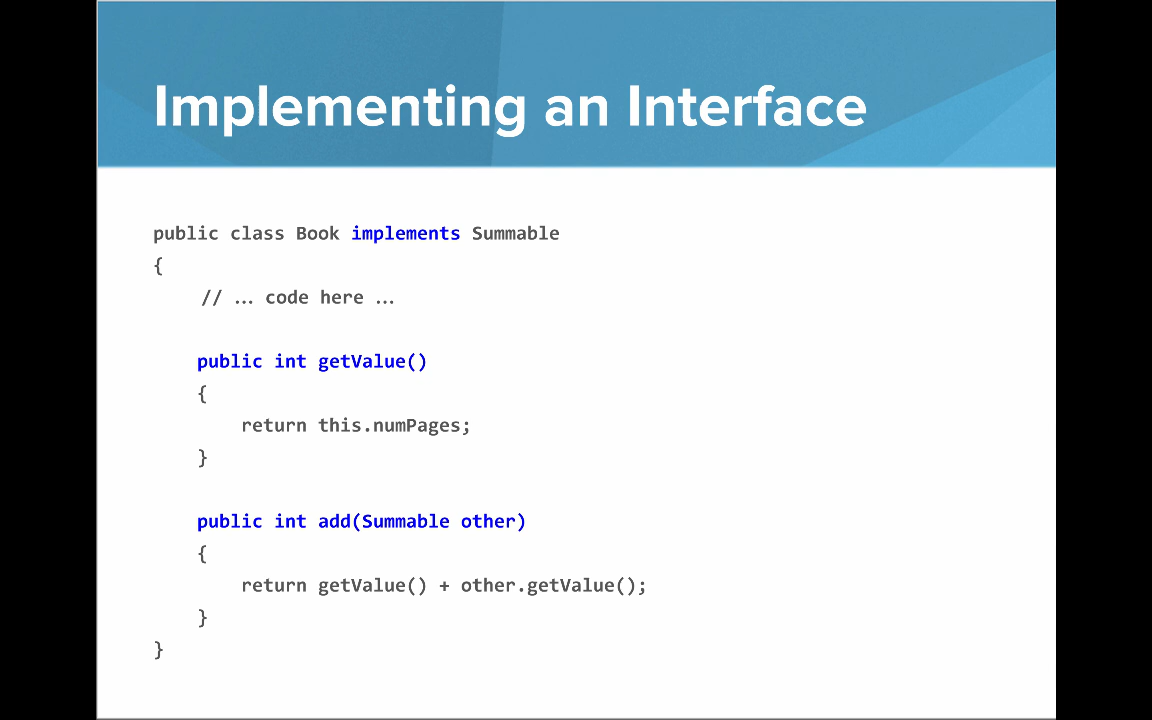 Implementing an Interface
public class Book implements Summable
{
// … code here …
public int getValue()
{
return this.numPages;
}
public int add(Summable other)
{
return getValue() + other.getValue();
}
}